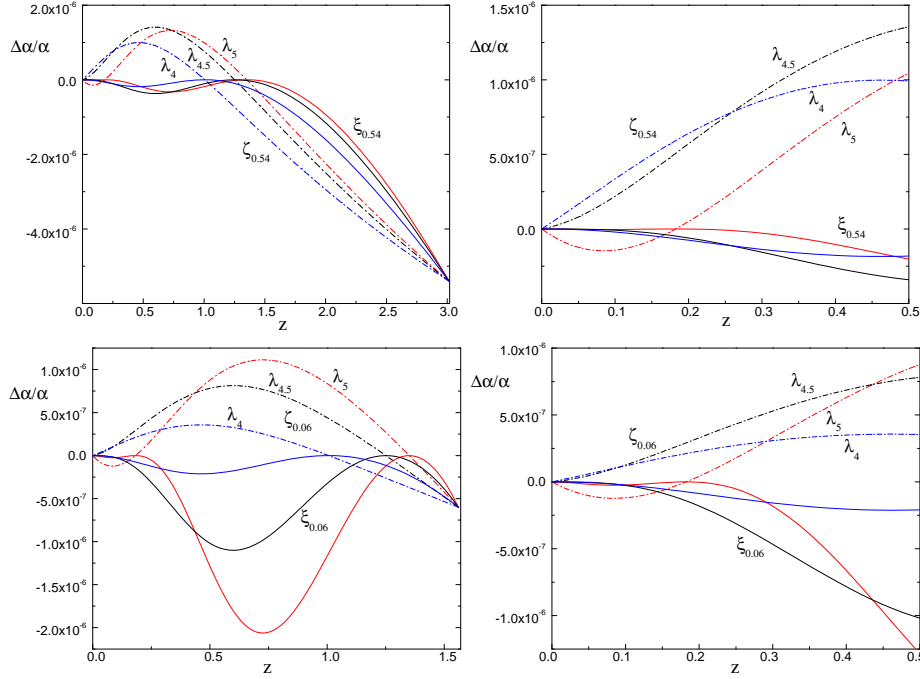 2.0x10⁻⁶
Δα/α
0.0
-2.0x10⁻⁶
-4.0x10⁻⁶
λ₄
λ₄.₅
λ₅
ξ₀.₅₄
ζ₀.₅₄
0.0 0.5 1.0 1.5 2.0 2.5 3.0
z
1.5x10⁻⁶
Δα/α
1.0x10⁻⁶
5.0x10⁻⁷
0.0
λ₄.₅
λ₄
ζ₀.₅₄
λ₅
ξ₀.₅₄
0.0 0.1 0.2 0.3 0.4 0.5
z
1.0x10⁻⁶
Δα/α
5.0x10⁻⁷
0.0
-5.0x10⁻⁷
-1.0x10⁻⁶
-1.5x10⁻⁶
-2.0x10⁻⁶
λ₄.₅
λ₅
λ₄
ζ₀.₀₆
ξ₀.₀₆
0.0 0.5 1.0 1.5
z
1.0x10⁻⁶
Δα/α
5.0x10⁻⁷
0.0
-5.0x10⁻⁷
-1.0x10⁻⁶
λ₄.₅
λ₅
ζ₀.₀₆
λ₄
ξ₀.₀₆
0.0 0.1 0.2 0.3 0.4 0.5
z